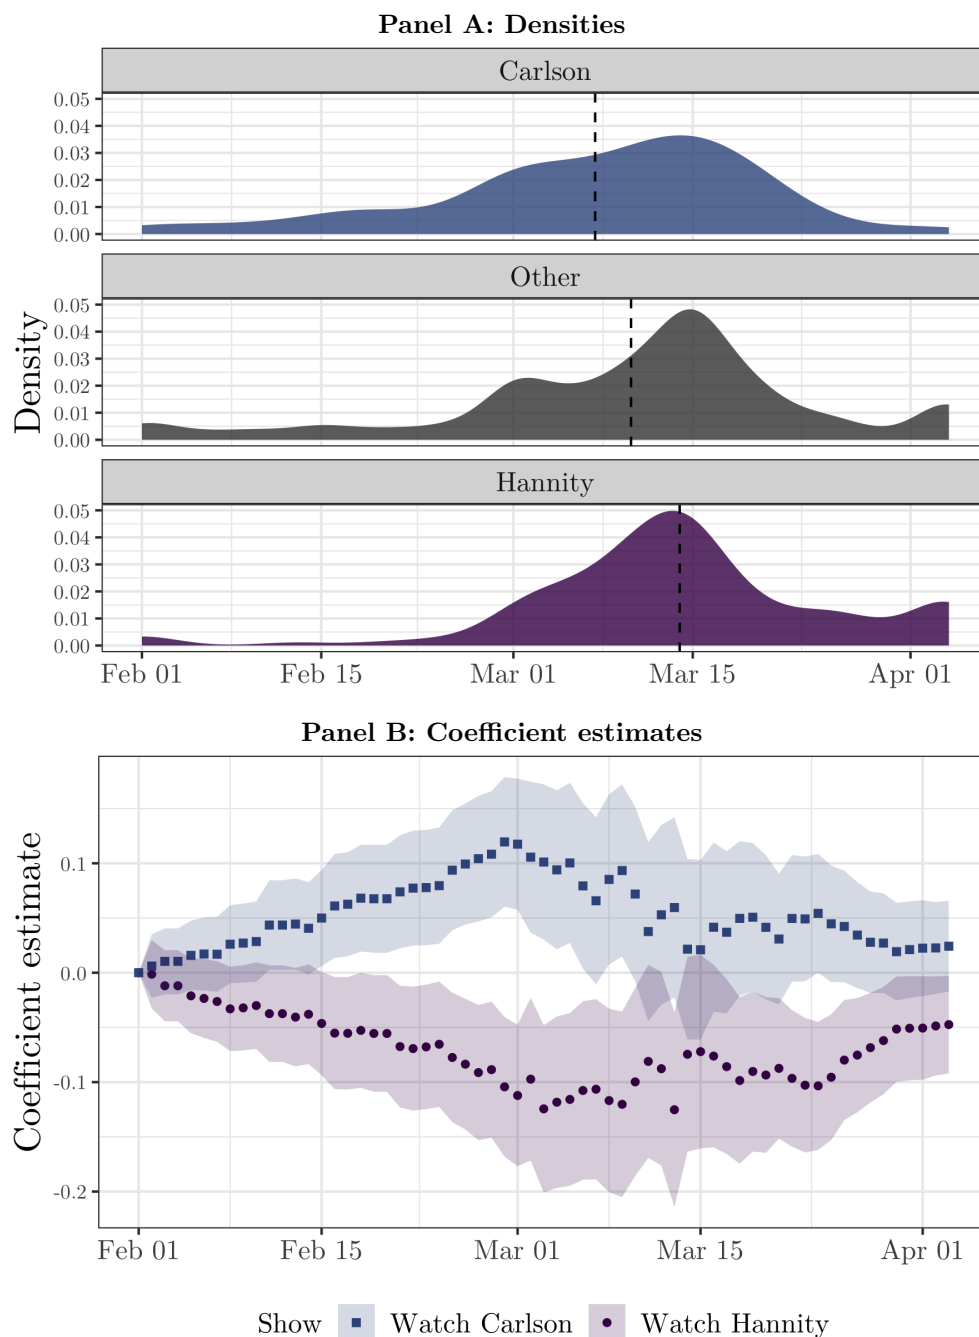 Panel A: Densities
Carlson
0.05
0.04
0.03
0.02
0.01
0.00
Other
0.05
0.04
0.03
0.02
0.01
0.00
Density
Hannity
0.05
0.04
0.03
0.02
0.01
0.00
Feb 01 Feb 15 Mar 01 Mar 15 Apr 01
Panel B: Coefficient estimates
0.1
0.0
-0.1
-0.2
Coefficient estimate
Feb 01 Feb 15 Mar 01 Mar 15 Apr 01
Show Watch Carlson Watch Hannity